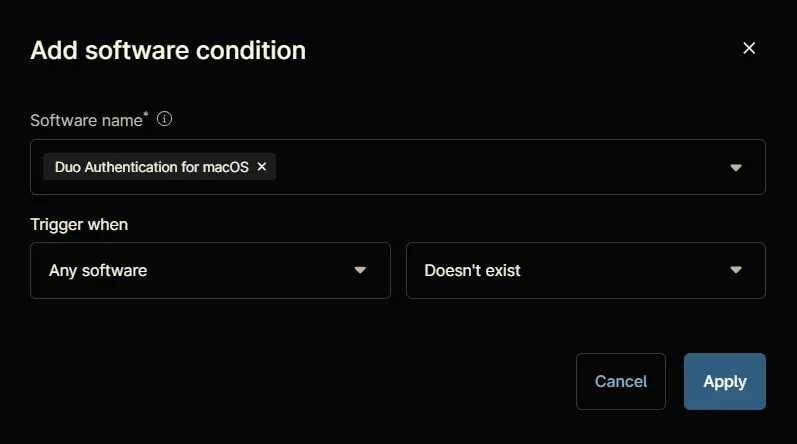 Add software condition
Software name*
Duo Authentication for macOS
Trigger when
Any software
Doesn't exist
Cancel
Apply